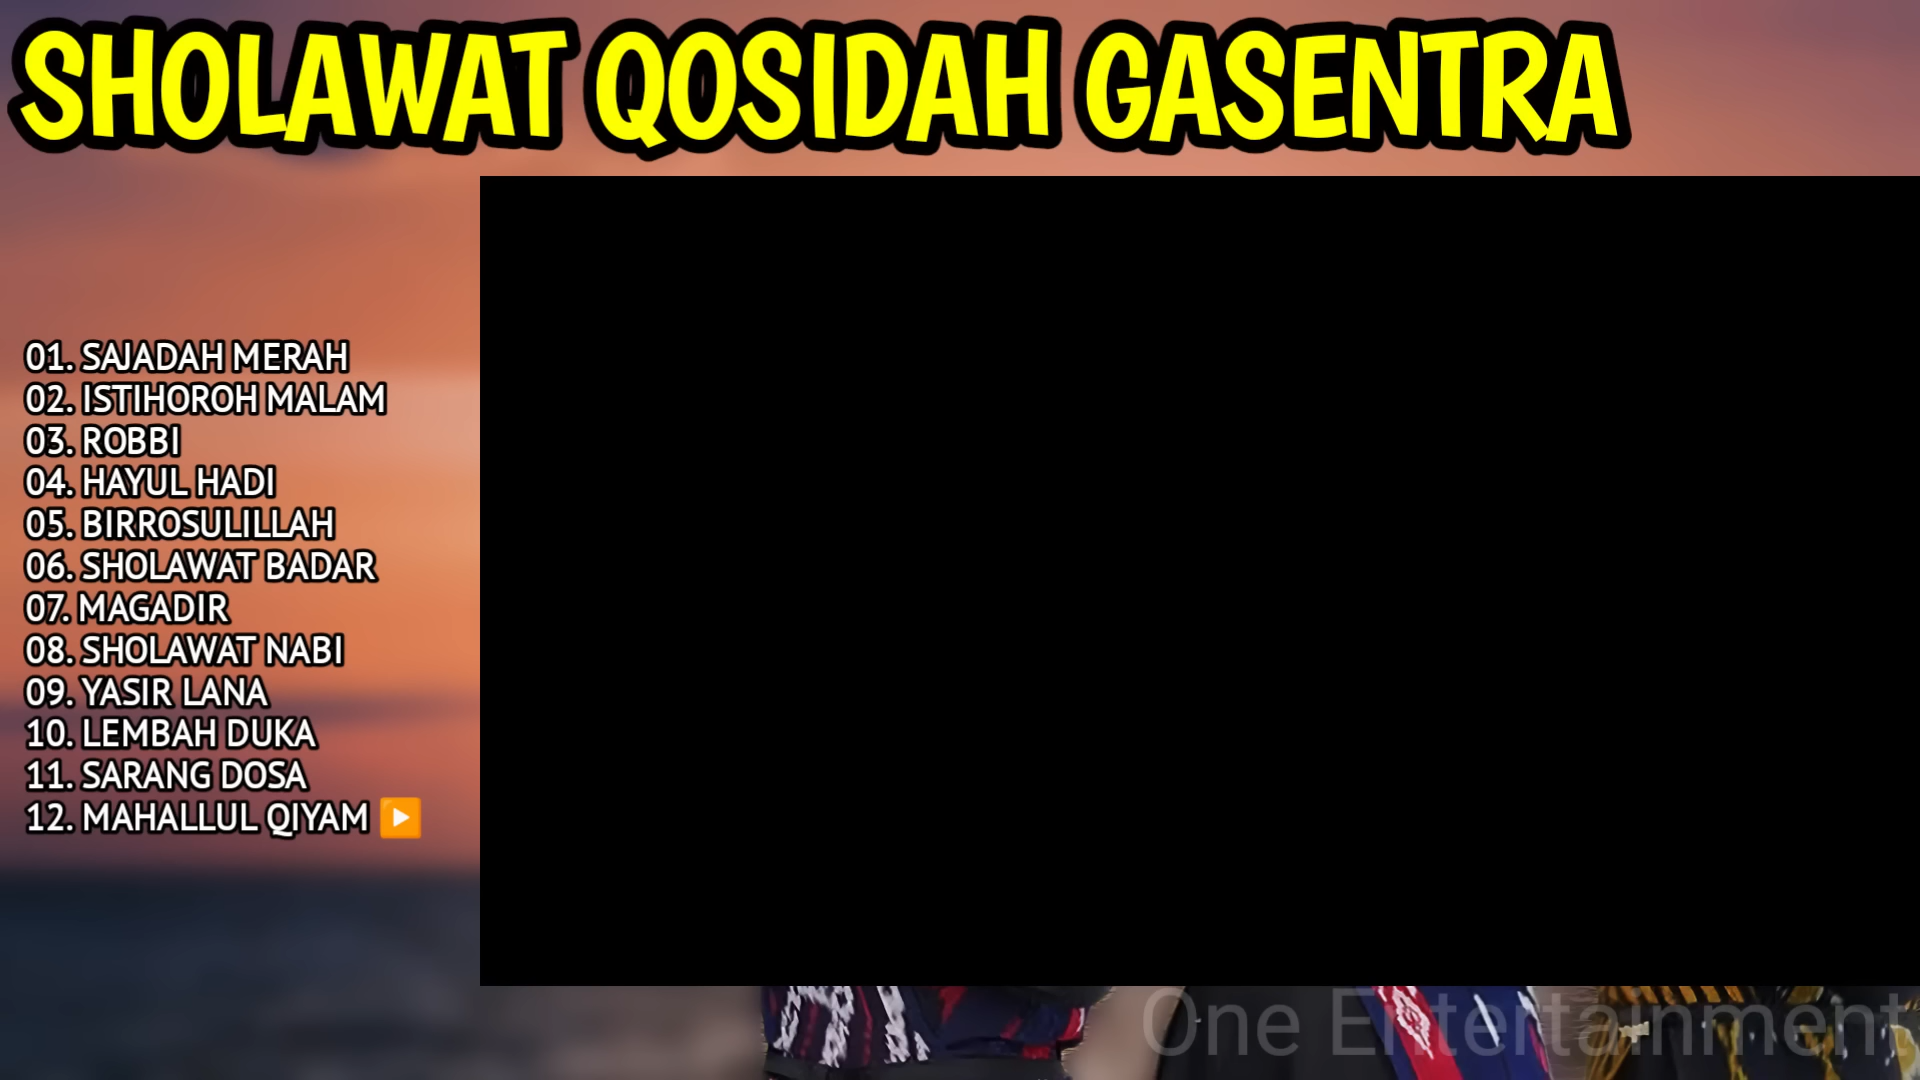 SHOLAWAT QOSIDAH GASENTRA
01. SAJADAH MERAH
02. ISTIHOROH MALAM
03. ROBBI
04. HAYUL HADI
05. BIRROSULILLAH
06. SHOLAWAT BADAR
07. MAGADIR
08. SHOLAWAT NABI
09. YASIR LANA
10. LEMBAH DUKA
11. SARANG DOSA
12. MAHALLUL QIYAM ▶️
One Entertainment